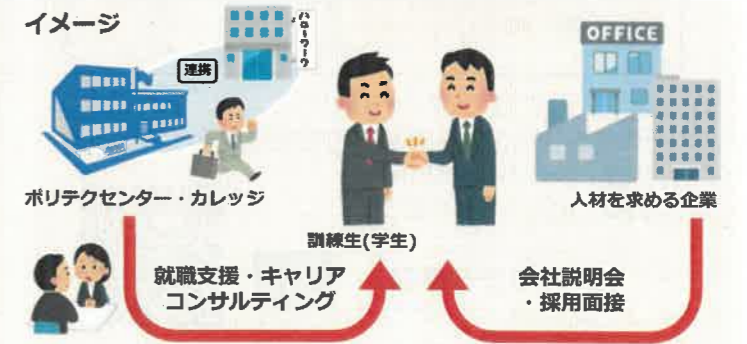 イメージ
ハローワーク
連携
OFFICE
ポリテクセンター・カレッジ
人材を求める企業
訓練生(学生)
就職支援・キャリア
コンサルティング
会社説明会
・採用面接